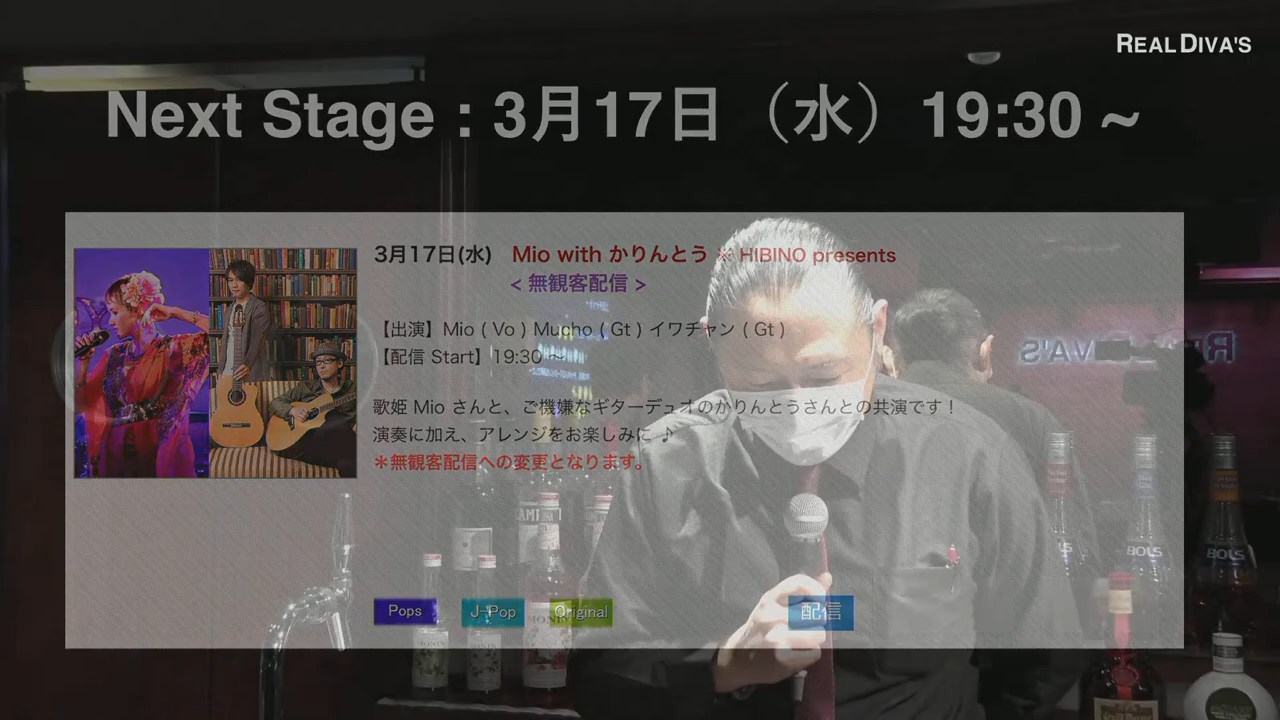 REAL DIVA'S
Next Stage : 3月17日（水）19:30 ~
3月17日(水) Mio with かりんとう ※ HIBINO presents
< 無観客配信 >
【出演】Mio ( Vo ) Mucho ( Gt ) イワチャン ( Gt )
【配信 Start】19:30 〜
歌姫 Mio さんと、ご機嫌なギターデュオのかりんとうさんとの共演です！
演奏に加え、アレンジをお楽しみに ♪
＊無観客配信への変更となります。
BOLS
BOLS
Pops
J-Pop
Original
配信
MONIN